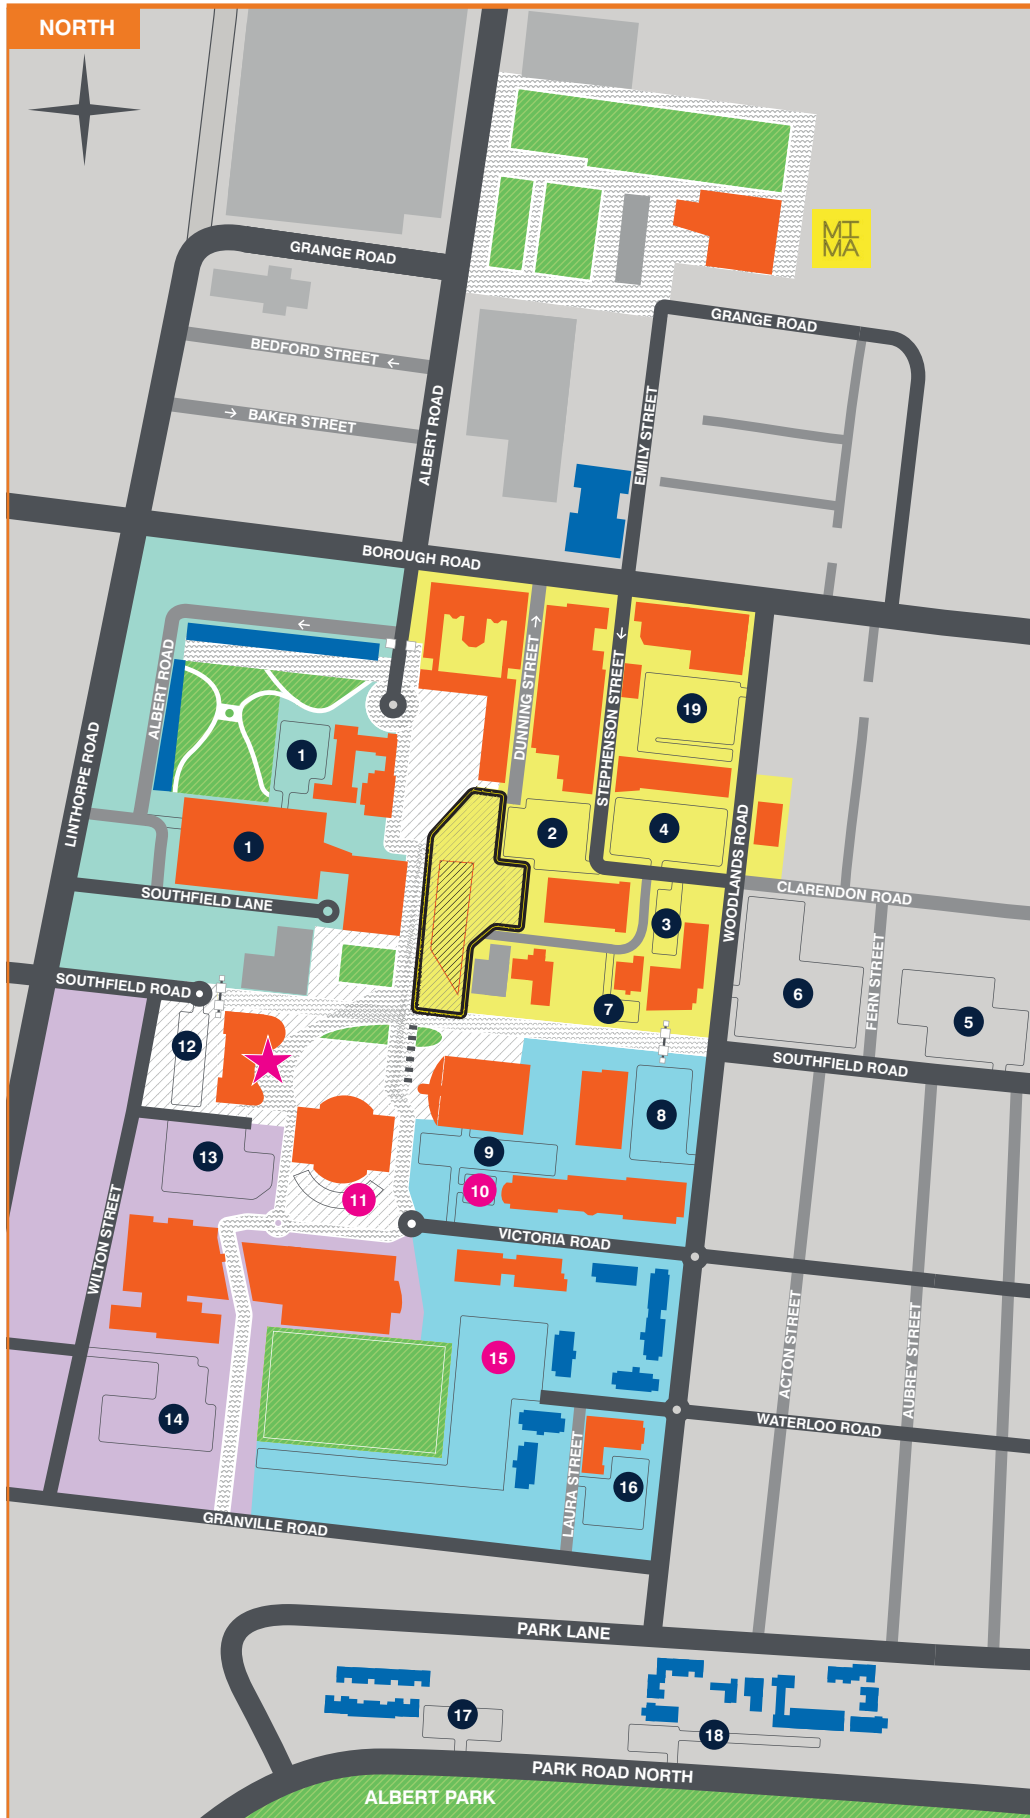 NORTH
MI
MA
GRANGE ROAD
GRANGE ROAD
BEDFORD STREET
BAKER STREET
ALBERT ROAD
EMILY STREET
BOROUGH ROAD
ALBERT ROAD
DUNNING STREET
STEPHENSON STREET
19
LINTHORPE ROAD
1
1
2
4
WOODLANDS ROAD
CLARENDON ROAD
SOUTHFIELD LANE
3
FERN STREET
SOUTHFIELD ROAD
7
6
5
12
SOUTHFIELD ROAD
8
13
9
10
11
WILTON STREET
VICTORIA ROAD
ACTON STREET
AUBREY STREET
15
14
WATERLOO ROAD
LAURA STREET
16
GRANVILLE ROAD
PARK LANE
17
18
PARK ROAD NORTH
ALBERT PARK